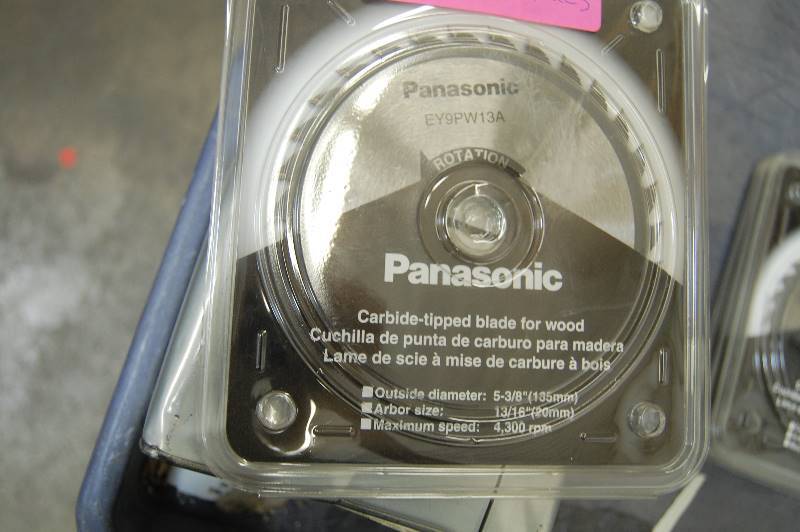 Panasonic
EY9PW13A
ROTATION
Panasonic
Carbide-tipped blade for wood
Cuchilla de punta de carburo para madera
Lame de scie à mise de carbure à bois
Outside diameter: 5-3/8"(135mm)
Arbor size: 13/16"(20mm)
Maximum speed: 4,300 rpm